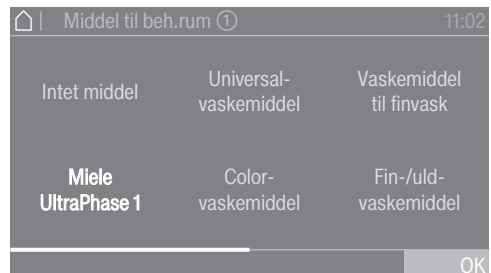 Middel til beh.rum ① 11:02
Intet middel
Universal-
vaskemiddel
Vaskemiddel
til finvask
Miele
UltraPhase 1
Color-
vaskemiddel
Fin-/uld-
vaskemiddel
OK